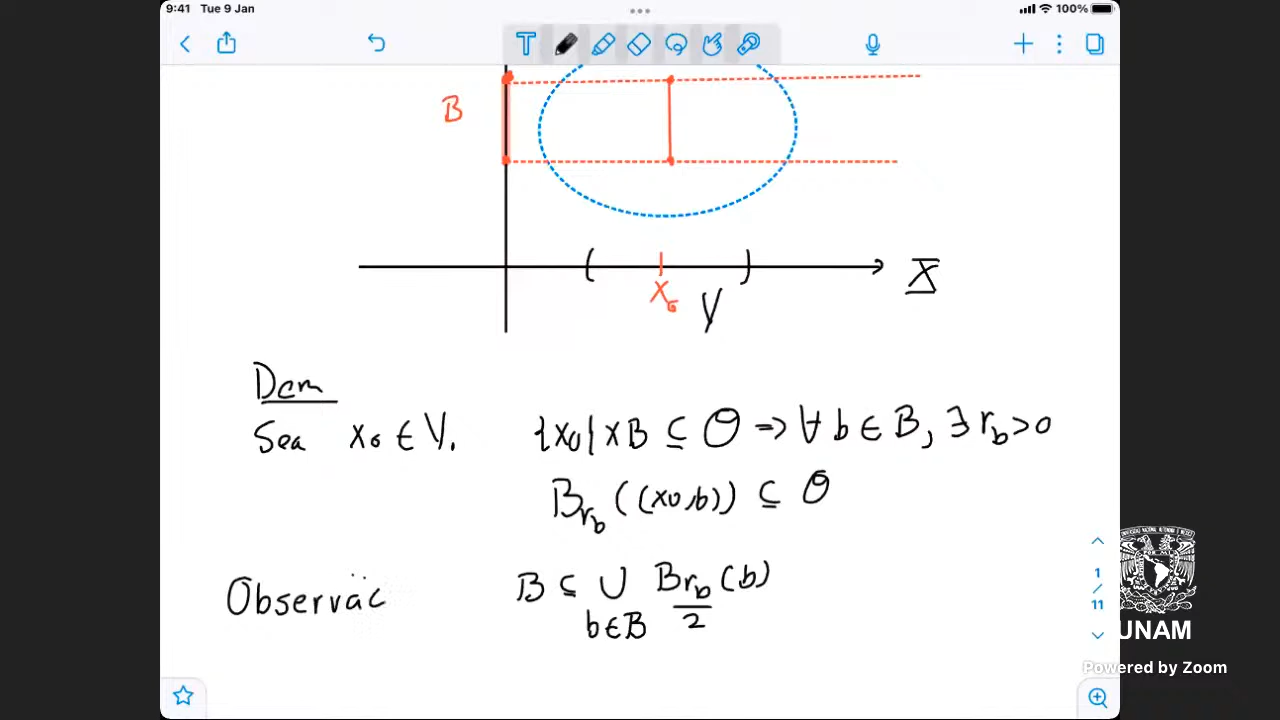 9:41 Tue 9 Jan
100%
B
X
x₀
V
Dem
Sea x₀ ∈ V. {x₀} × B ⊆ O ⇒ ∀ b ∈ B, ∃ r_b > 0
B_{r_b}((x₀,b)) ⊆ O
Observac B ⊆ ∪_{b∈B} B_{r_b/2}(b)
1
/
11
UNAM
Powered by Zoom